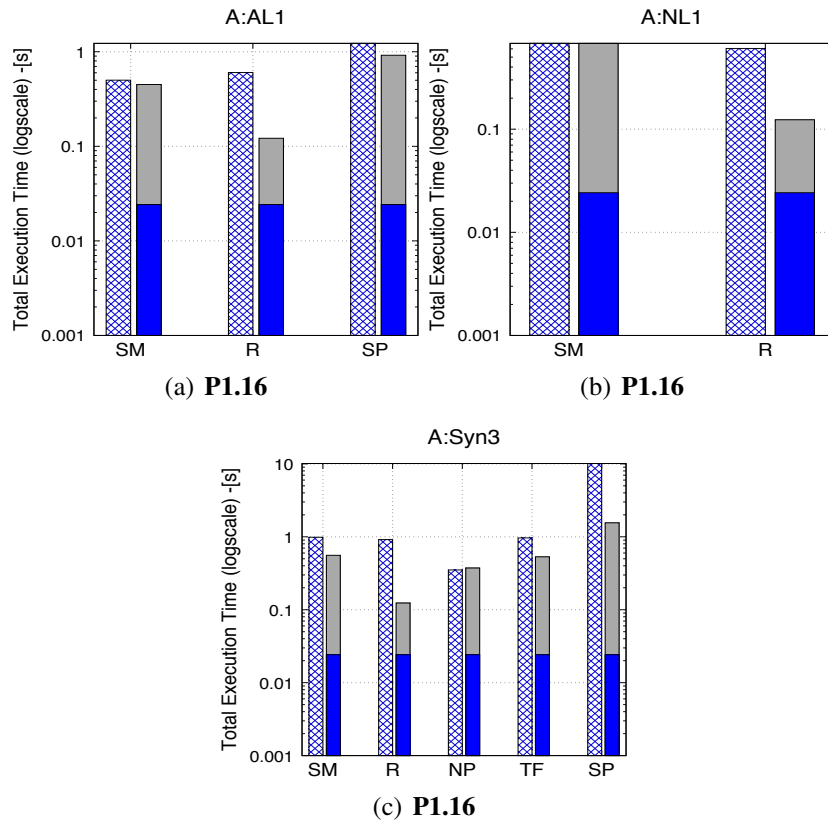 A:AL1
Total Execution Time (logscale) -[s]
1
0.1
0.01
0.001
SM R SP
(a) P1.16
A:NL1
Total Execution Time (logscale) -[s]
0.1
0.01
0.001
SM R
(b) P1.16
A:Syn3
Total Execution Time (logscale) -[s]
10
1
0.1
0.01
0.001
SM R NP TF SP
(c) P1.16